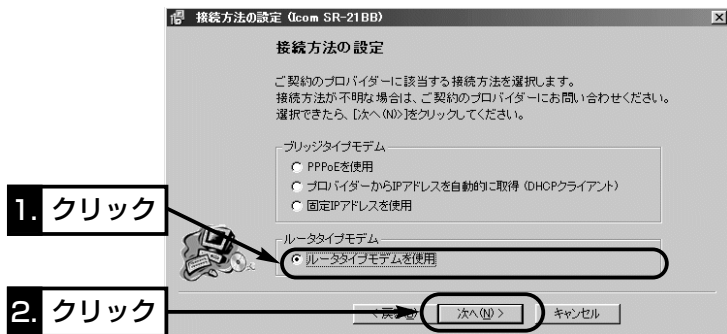 接続方法の設定 (Icom SR-21BB)
接続方法の設定
ご契約のプロバイダーに該当する接続方法を選択します。
接続方法が不明な場合は、ご契約のプロバイダーにお問い合わせください。
選択できたら、[次へ(N)>]をクリックしてください。
ブリッジタイプモデム
PPPoEを使用
プロバイダーからIPアドレスを自動的に取得 (DHCPクライアント)
固定IPアドレスを使用
1. クリック
ルータタイプモデム
ルータタイプモデムを使用
2. クリック
次へ(N) >
キャンセル